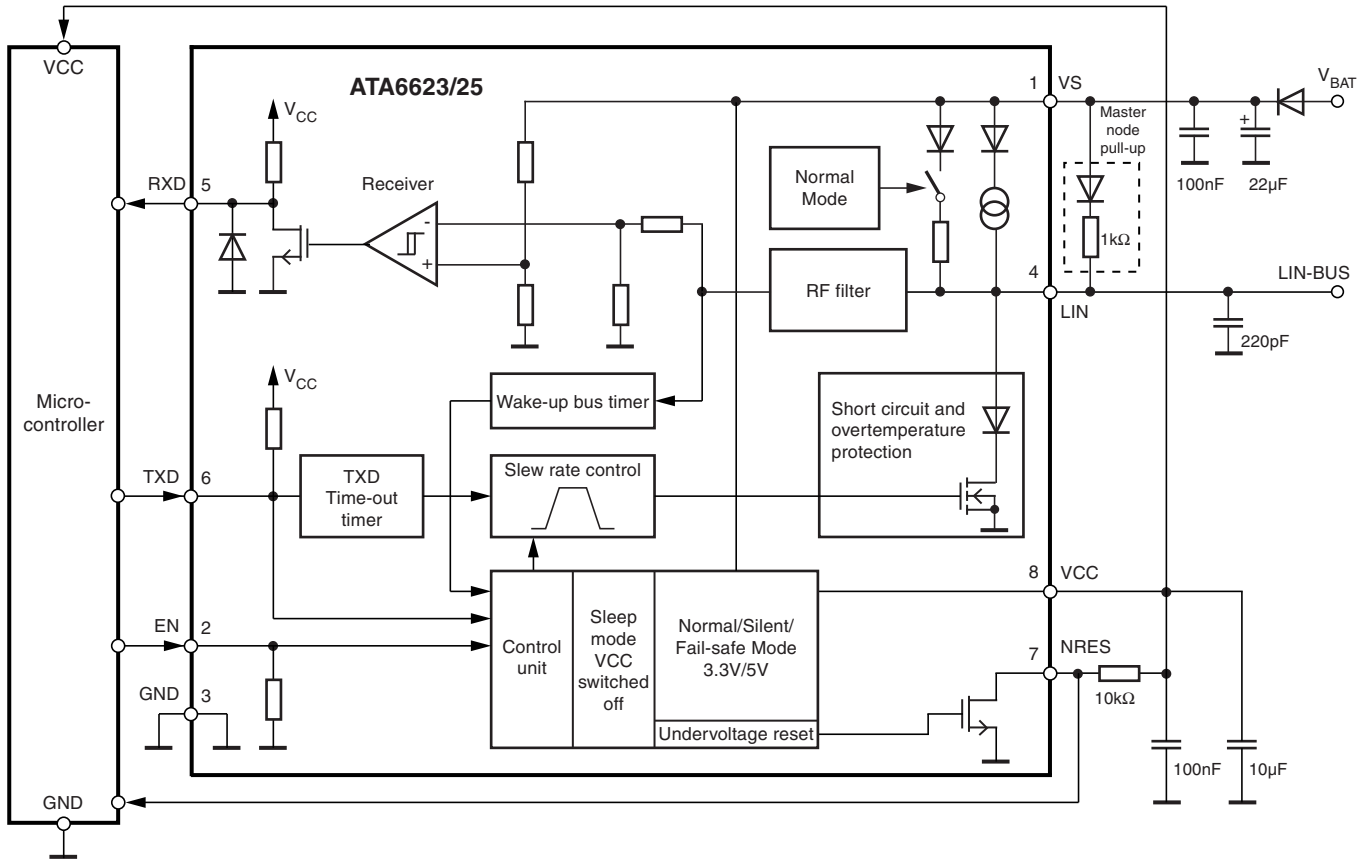 VCC
ATA6623/25
1
VS
VBAT
VCC
Master
node
pull-up
+
100nF
22µF
RXD
5
Receiver
-
+
Normal
Mode
1kΩ
4
LIN
LIN-BUS
RF filter
220pF
VCC
Micro-
controller
Wake-up bus timer
Short circuit and
overtemperature
protection
TXD
6
TXD
Time-out
timer
Slew rate control
8
VCC
EN
2
Control
unit
Sleep
mode
VCC
switched
off
Normal/Silent/
Fail-safe Mode
3.3V/5V
7
NRES
10kΩ
GND
3
Undervoltage reset
100nF
10µF
GND